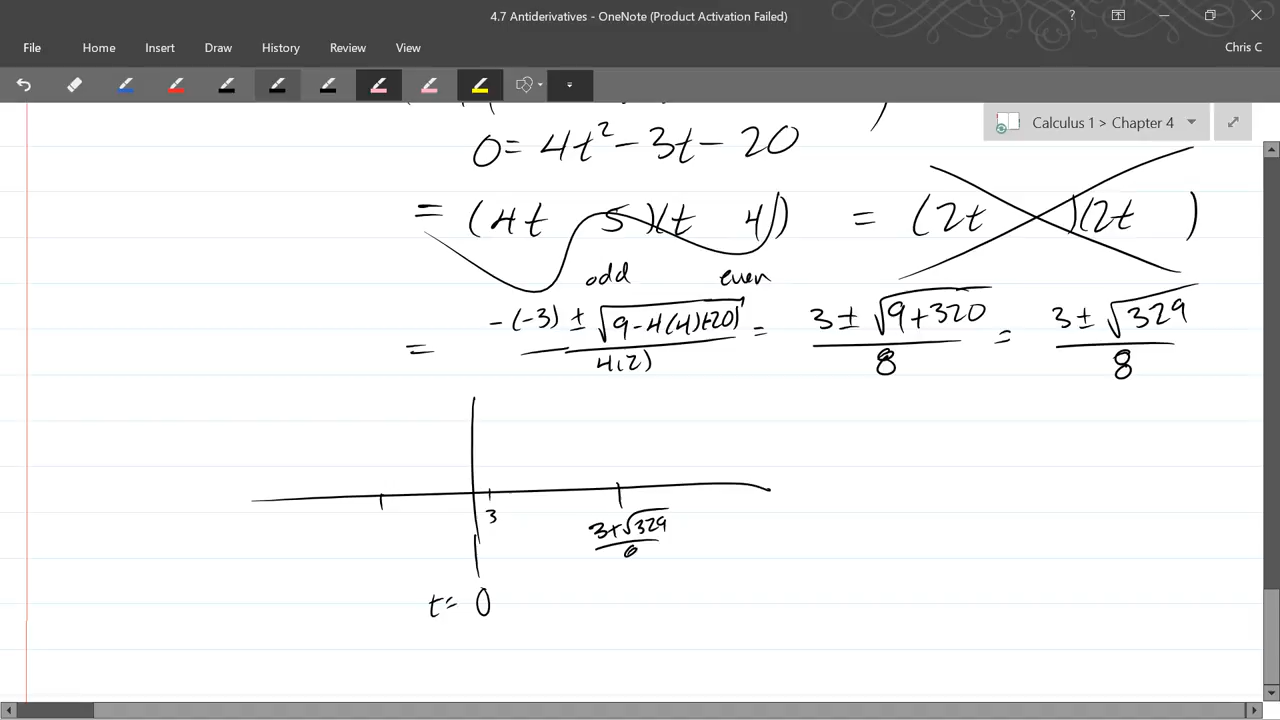 4.7 Antiderivatives - OneNote (Product Activation Failed)
?
File Home Insert Draw History Review View
Chris C
Calculus 1 > Chapter 4
0 = 4t² - 3t - 20
= (4t 5)(t 4) = (2t )(2t )
odd even
= -(-3) ± √9-4(4)(-20) / 4(2) = 3 ± √9+320 / 8 = 3 ± √329 / 8
3
3+√329 / 8
t = 0